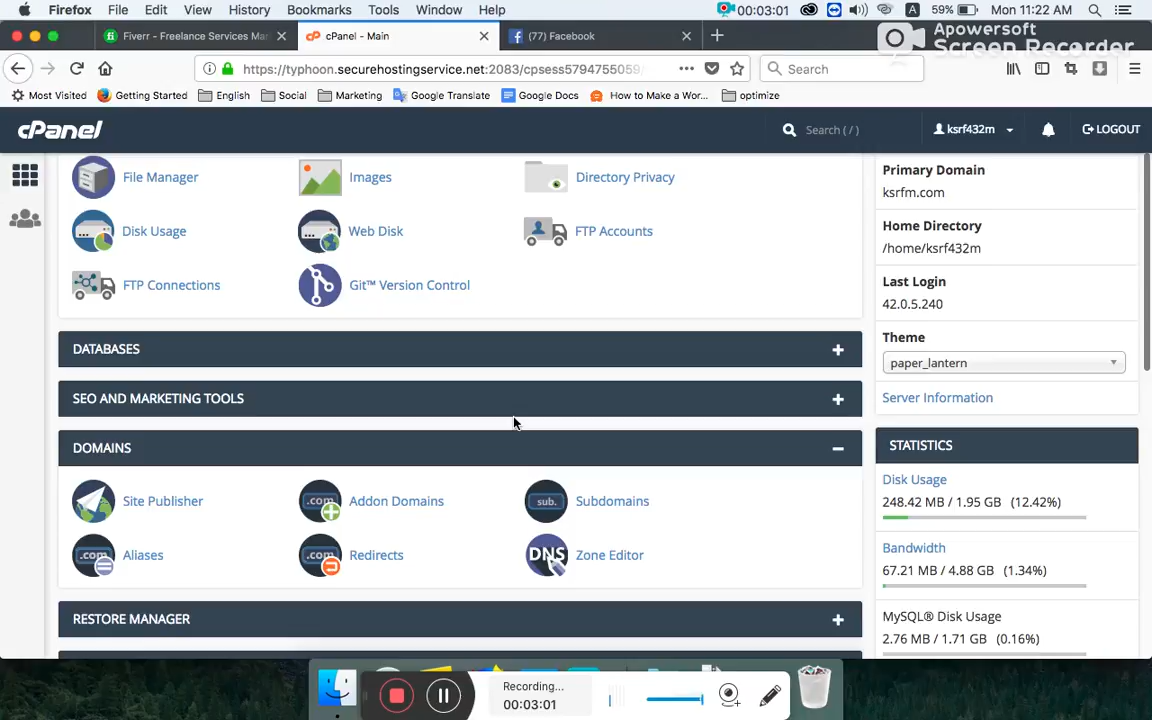 Firefox File Edit View History Bookmarks Tools Window Help 00:03:01 A 59% Mon 11:22 AM
Fiverr - Freelance Services Mar
cPanel - Main
(77) Facebook
Apowersoft
Screen Recorder
https://typhoon.securehostingservice.net:2083/cpsess5794755059/
Search
Most Visited Getting Started English Social Marketing Google Translate Google Docs How to Make a Wor... optimize
cPanel
Search ( / )
ksrf432m
LOGOUT
File Manager Images Directory Privacy
Disk Usage Web Disk FTP Accounts
FTP Connections Git™ Version Control
DATABASES
SEO AND MARKETING TOOLS
DOMAINS
Site Publisher .com Addon Domains sub. Subdomains
.com Aliases .com Redirects DNS Zone Editor
RESTORE MANAGER
Primary Domain
ksrfm.com
Home Directory
/home/ksrf432m
Last Login
42.0.5.240
Theme
paper_lantern
Server Information
STATISTICS
Disk Usage
248.42 MB / 1.95 GB (12.42%)
Bandwidth
67.21 MB / 4.88 GB (1.34%)
MySQL® Disk Usage
2.76 MB / 1.71 GB (0.16%)
Recording...
00:03:01